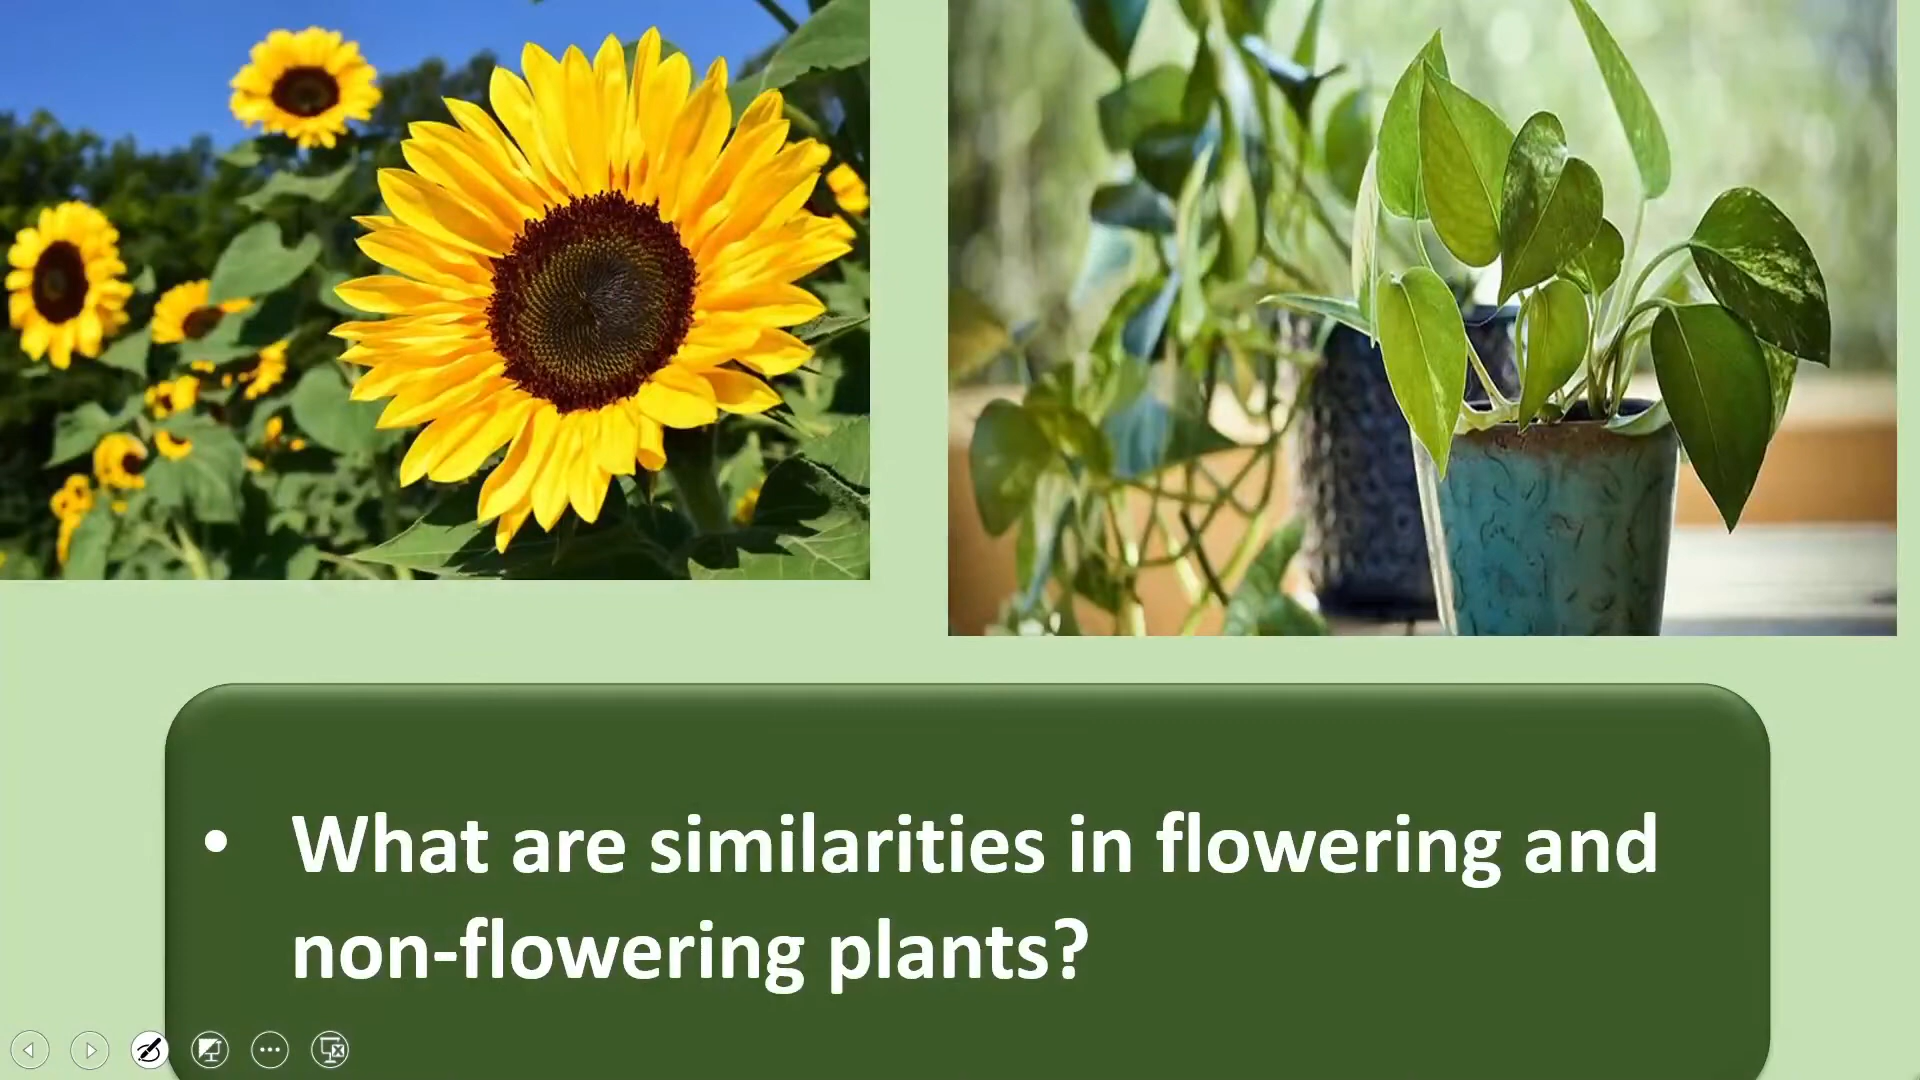 • What are similarities in flowering and
non-flowering plants?